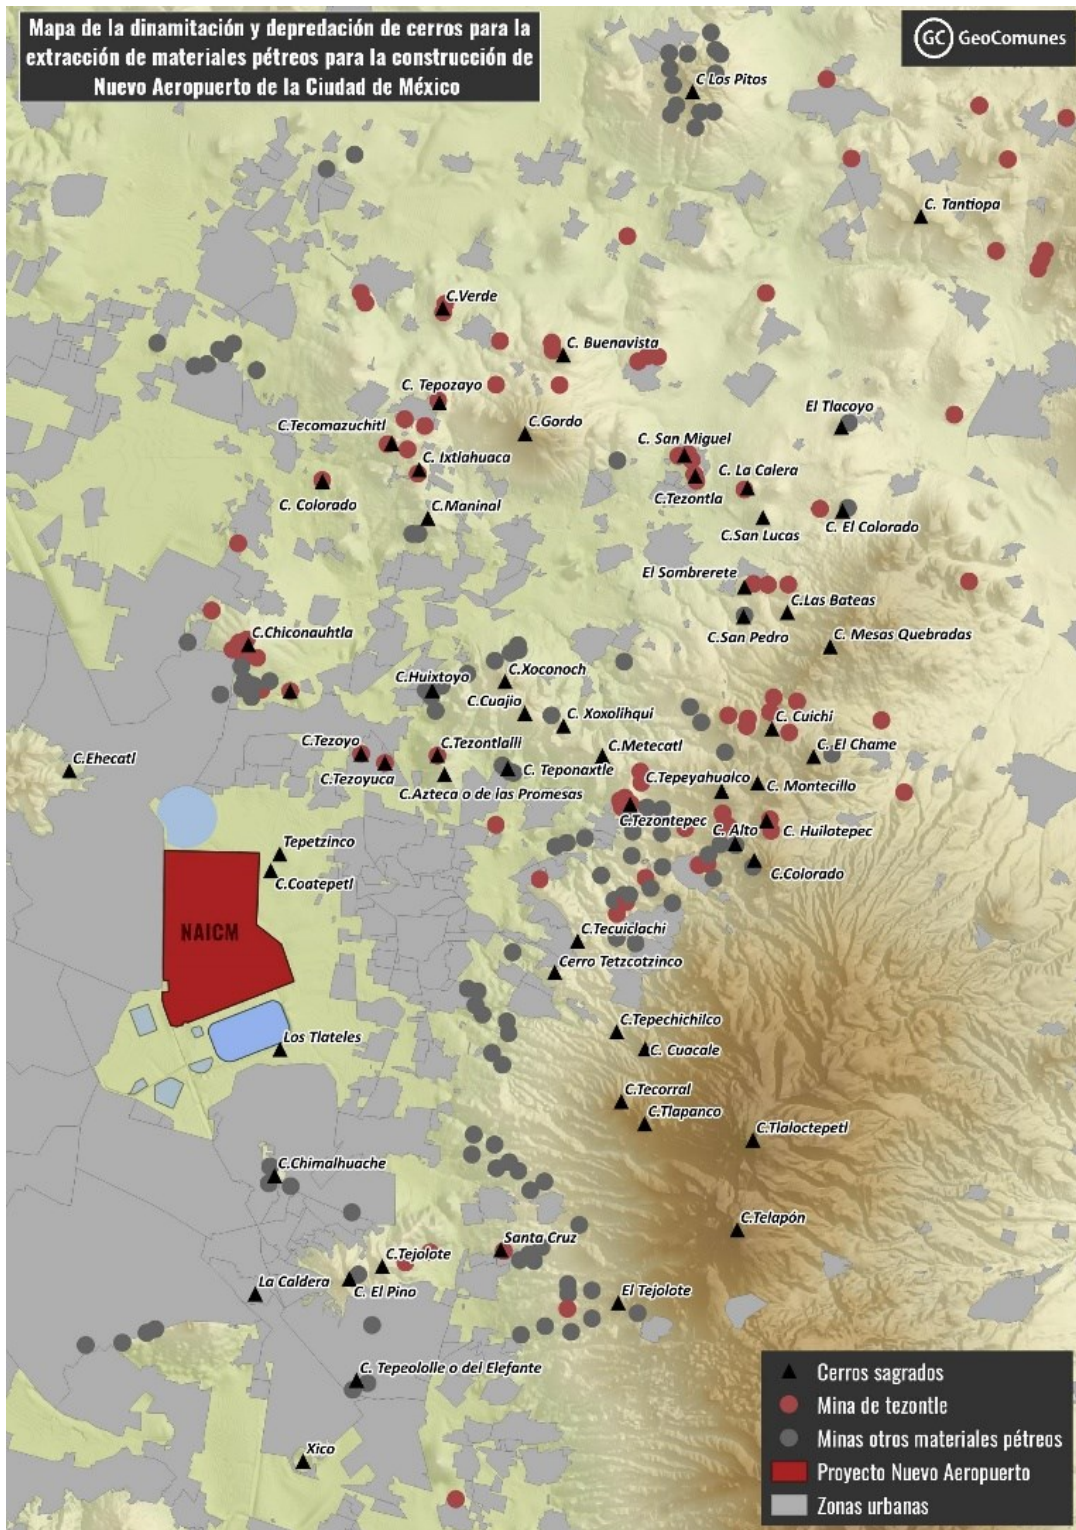 Mapa de la dinamitación y depredación de cerros para la
extracción de materiales pétreos para la construcción de
Nuevo Aeropuerto de la Ciudad de México
GC GeoComunes
C Los Pitos
C. Tantiopa
C.Verde
C. Buenavista
C. Tepozayo
El Tlacoyo
C.Tecomazuchitl
C.Gordo
C. San Miguel
C. Ixtlahuaca
C. La Calera
C. Colorado
C.Tezontla
C.Maninal
C. El Colorado
C.San Lucas
El Sombrerete
C.Las Bateas
C.Chiconauhtla
C.San Pedro
C. Mesas Quebradas
C.Huixtoyo
C.Xoconoch
C.Cuajio
C. Xoxolihqui
C. Cuichi
C.Tezoyo
C.Tezontlalli
C.Metecatl
C. El Chame
C.Ehecatl
C.Tezoyuca
C. Teponaxtle
C.Tepeyahualco
C. Montecillo
C.Azteca o de las Promesas
C.Tezontepec
C. Alto
C. Huilotepec
Tepetzinco
C.Colorado
C.Coatepetl
NAICM
C.Tecuiclachi
Cerro Tetzcotzinco
C.Tepechichilco
Los Tlateles
C. Cuacale
C.Tecorral
C.Tlapanco
C.Tlaloctepetl
C.Chimalhuache
C.Telapón
Santa Cruz
C.Tejolote
La Caldera
C. El Pino
El Tejolote
C. Tepeololle o del Elefante
Xico
Cerros sagrados
Mina de tezontle
Minas otros materiales pétreos
Proyecto Nuevo Aeropuerto
Zonas urbanas